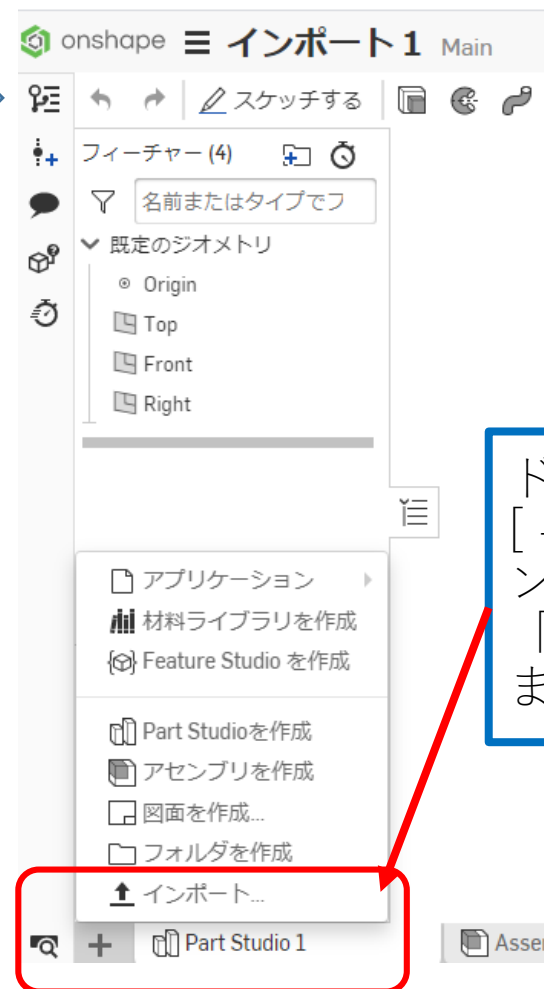 onshape インポート 1 Main
スケッチする
フィーチャー (4)
名前またはタイプでフ
既定のジオメトリ
Origin
Top
Front
Right
ド
[
ン
「
ま
アプリケーション
材料ライブラリを作成
Feature Studio を作成
Part Studioを作成
アセンブリを作成
図面を作成...
フォルダを作成
インポート...
Part Studio 1
Asse